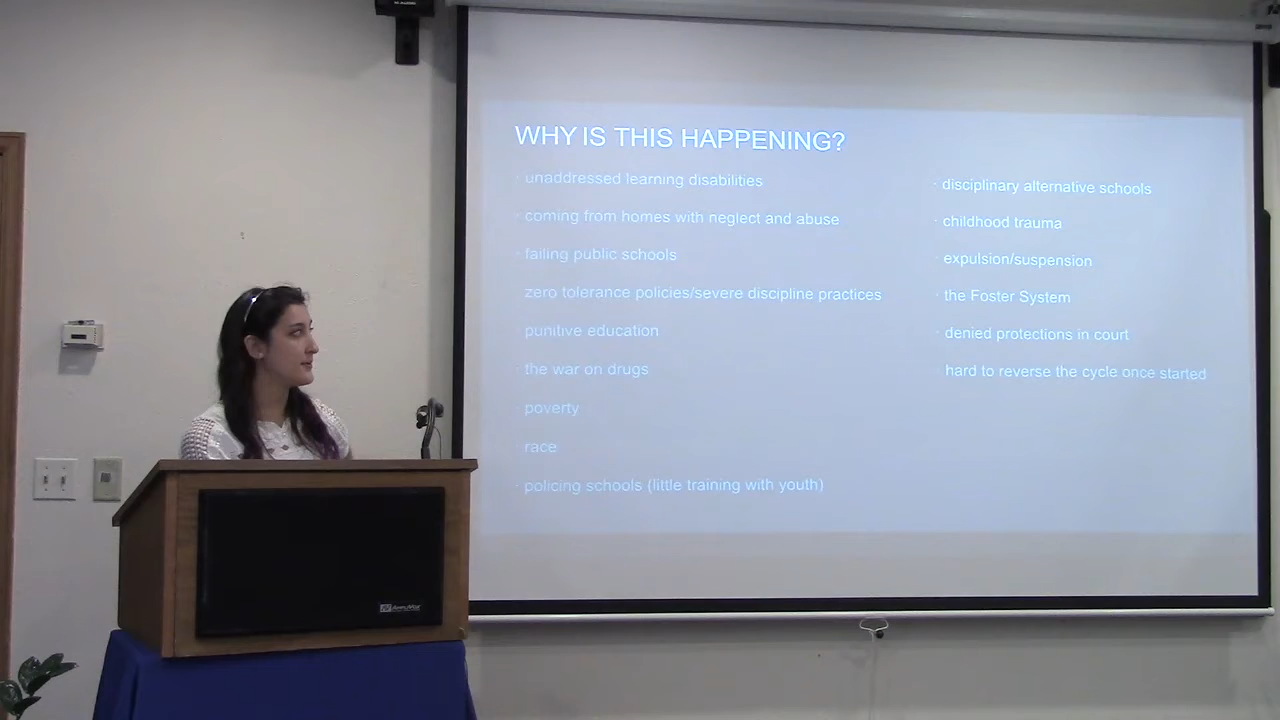 WHY IS THIS HAPPENING?
· unaddressed learning disabilities
· coming from homes with neglect and abuse
· failing public schools
zero tolerance policies/severe discipline practices
punitive education
· the war on drugs
poverty
race
· policing schools (little training with youth)
· disciplinary alternative schools
· childhood trauma
· expulsion/suspension
· the Foster System
· denied protections in court
· hard to reverse the cycle once started
AmpliVox